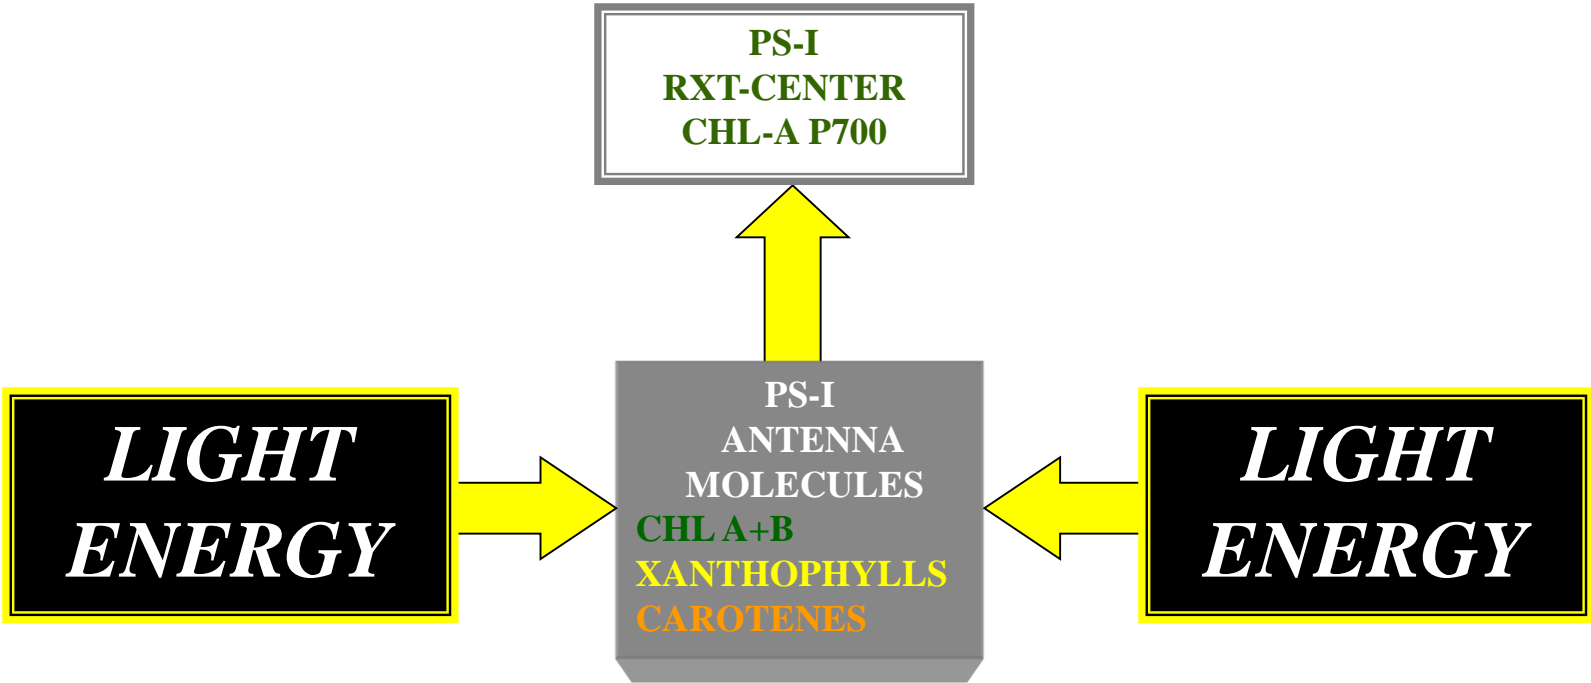 PS-I
RXT-CENTER
CHL-A P700
LIGHT
ENERGY
PS-I
ANTENNA
MOLECULES
CHL A+B
XANTHOPHYLLS
CAROTENES
LIGHT
ENERGY